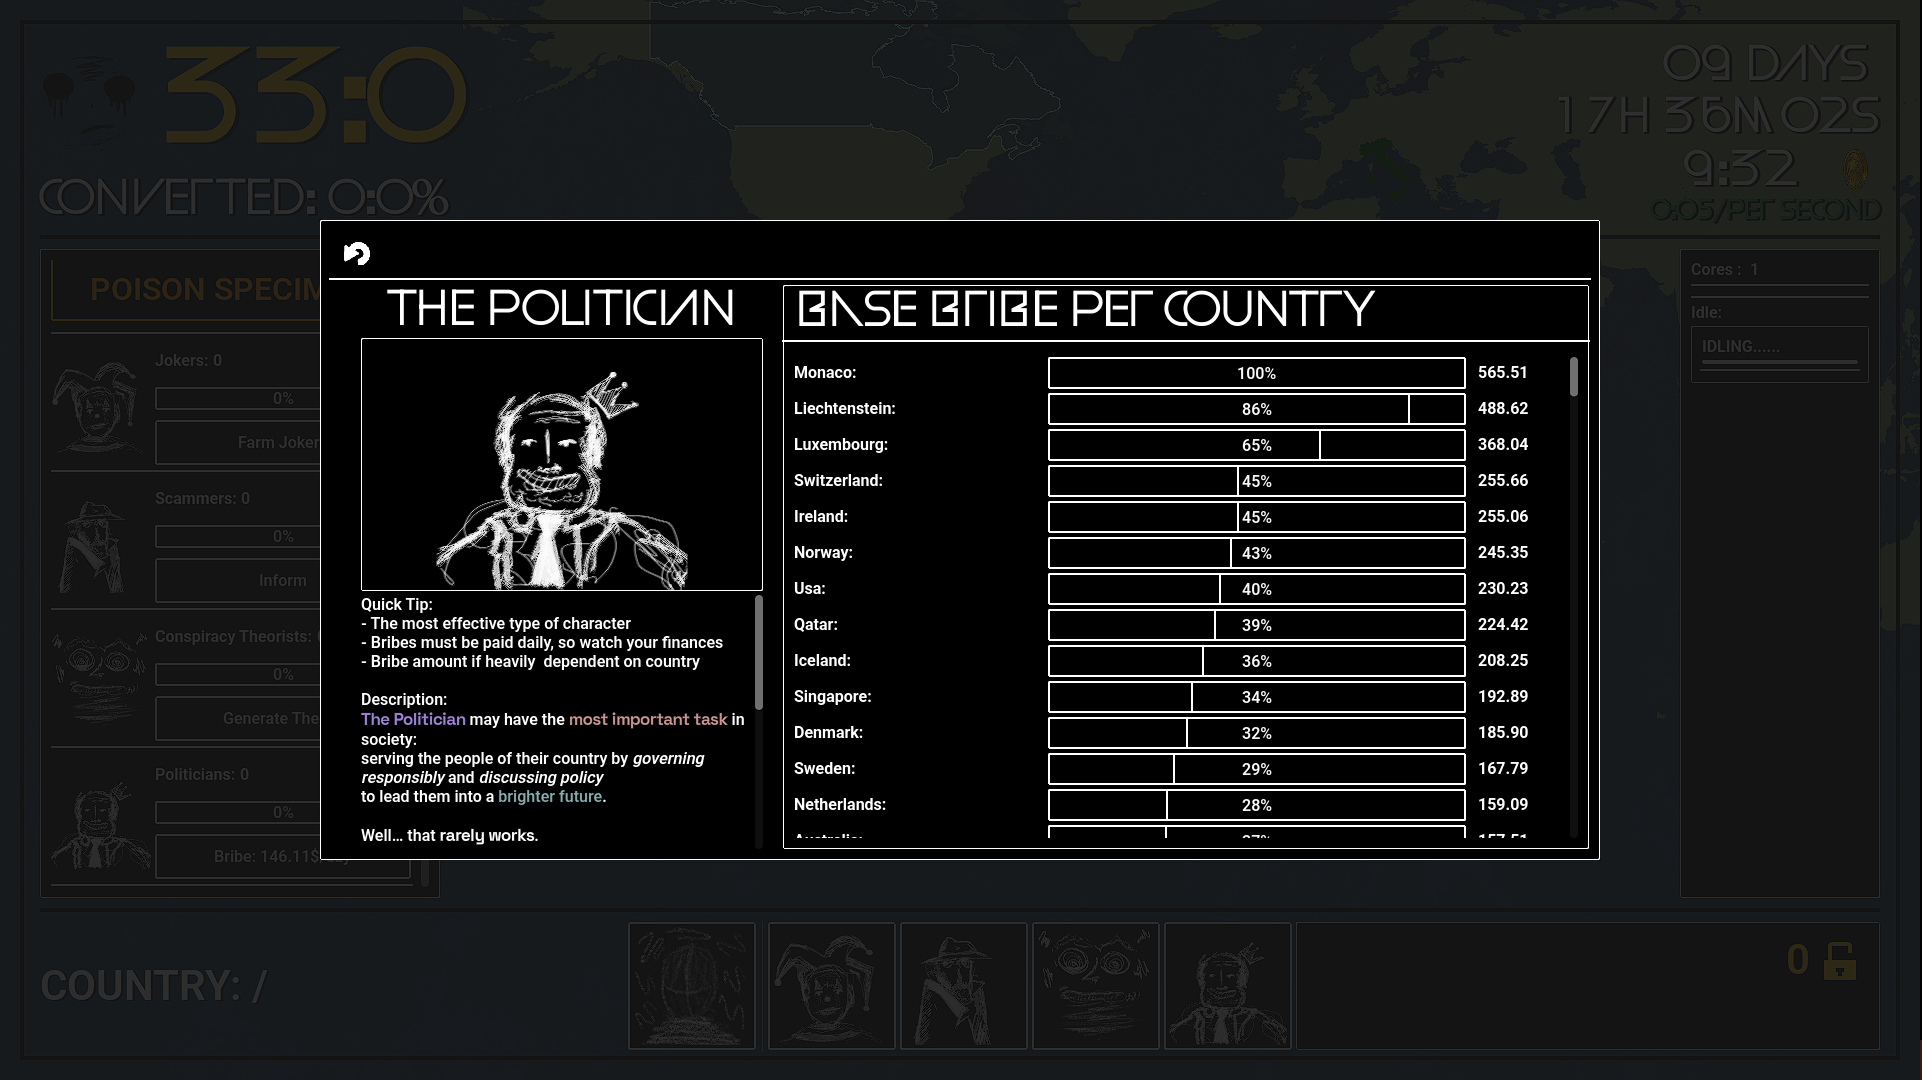 33:0
09 DAYS
17H 36M 02S
9:32
0:05/PER SECOND
CONVERTED: 0:0%
POISON SPECIM
Jokers: 0
0%
Farm Joker
Scammers: 0
0%
Inform
Conspiracy Theorists:
0%
Generate The
Politicians: 0
0%
Bribe: 146.11$
THE POLITICIAN
Quick Tip:
- The most effective type of character
- Bribes must be paid daily, so watch your finances
- Bribe amount if heavily  dependent on country
Description:
The Politician may have the most important task in
society:
serving the people of their country by governing
responsibly and discussing policy
to lead them into a brighter future.
Well... that rarely works.
BASE BRIBE PER COUNTRY
Monaco: 100% 565.51
Liechtenstein: 86% 488.62
Luxembourg: 65% 368.04
Switzerland: 45% 255.66
Ireland: 45% 255.06
Norway: 43% 245.35
Usa: 40% 230.23
Qatar: 39% 224.42
Iceland: 36% 208.25
Singapore: 34% 192.89
Denmark: 32% 185.90
Sweden: 29% 167.79
Netherlands: 28% 159.09
Australia: 27% 157.51
Cores : 1
Idle:
IDLING......
COUNTRY: /
0